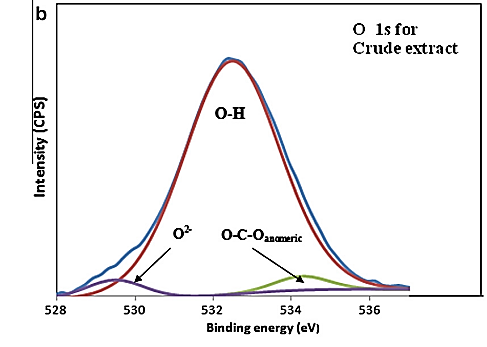 b
O 1s for
Crude extract
Intensity (CPS)
O-H
O²⁻
O-C-Oanomeric
528 530 532 534 536
Binding energy (eV)